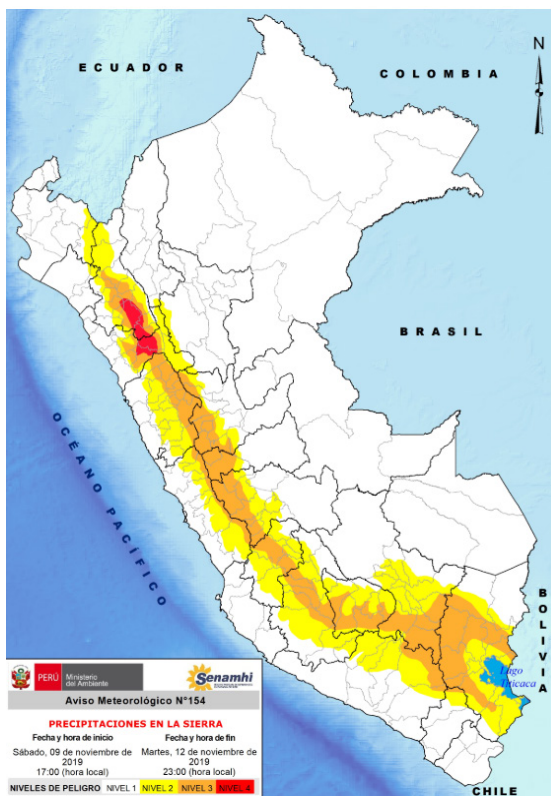 ECUADOR
COLOMBIA
N
BRASIL
OCÉANO PACÍFICO
BOLIVIA
Lago
Titicaca
CHILE
PERÚ
Ministerio
del Ambiente
Senamhi
Aviso Meteorológico N°154
PRECIPITACIONES EN LA SIERRA
Fecha y hora de inicio
Sábado, 09 de noviembre de
2019
17:00 (hora local)
Fecha y hora de fin
Martes, 12 de noviembre de
2019
23:00 (hora local)
NIVELES DE PELIGRO NIVEL 1 NIVEL 2 NIVEL 3 NIVEL 4